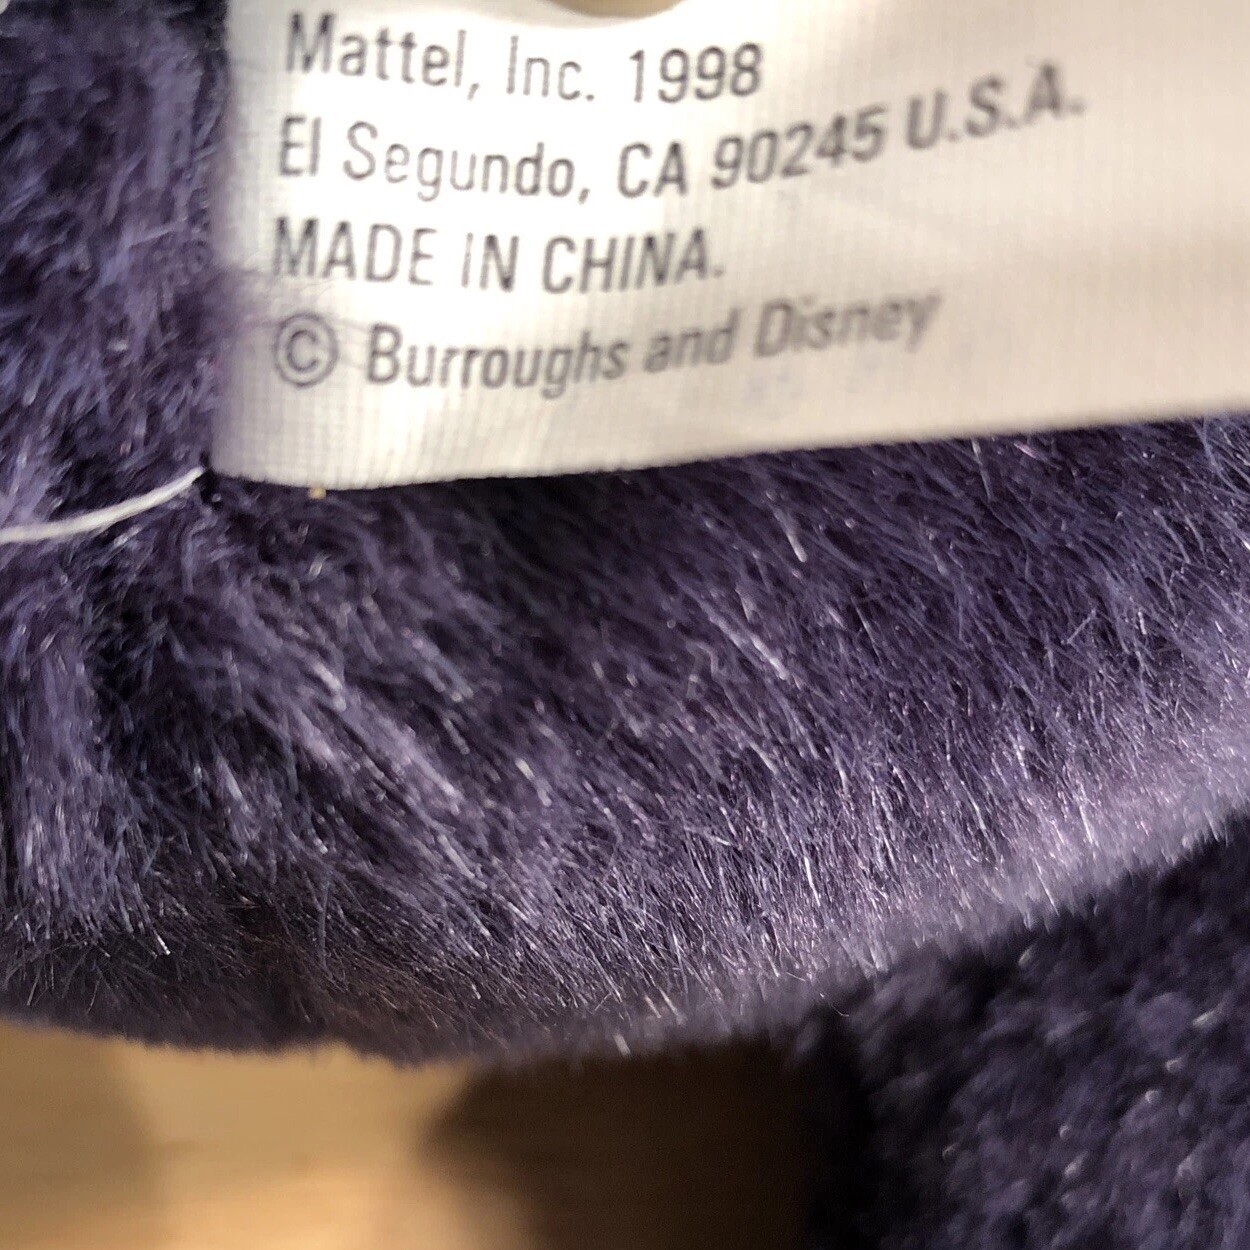 Mattel, Inc. 1998
El Segundo, CA 90245 U.S.A.
MADE IN CHINA.
© Burroughs and Disney